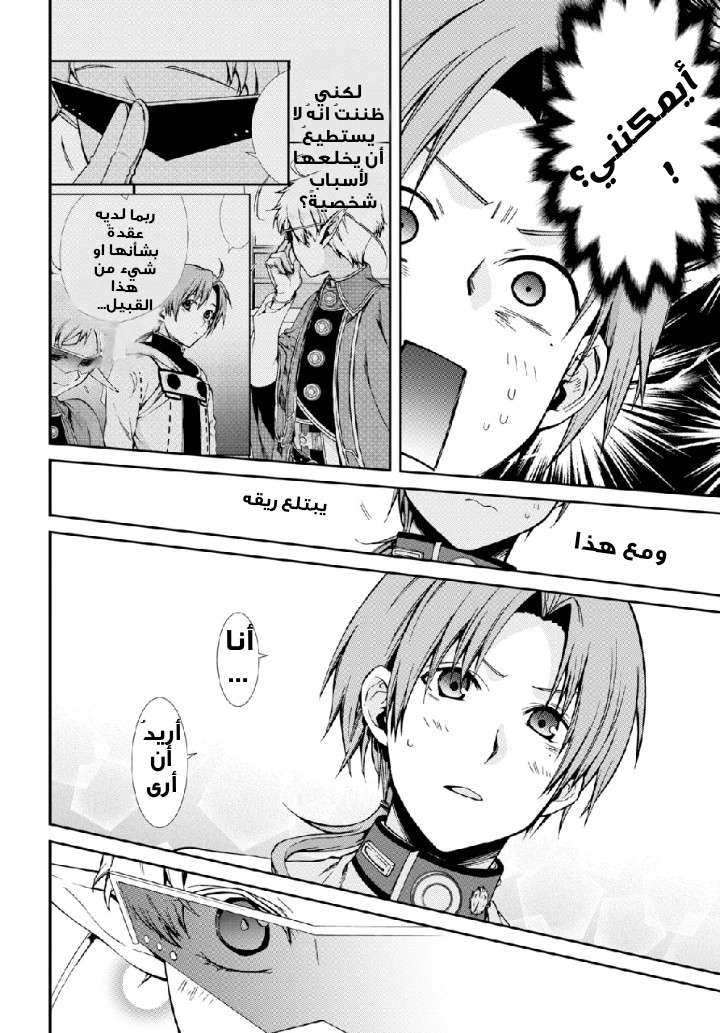 أيمكنني؟
!
لكني
ظننتُ انهُ لا
يستطيعُ
أن يخلعها
لأسباب
شخصيةً؟
ربما لديه
عقدةً
بشأنها او
شيء من
هذا
القبيل...
يبتلع ريقه
ومع هذا
أنا
...
أريدُ
أن
أرى